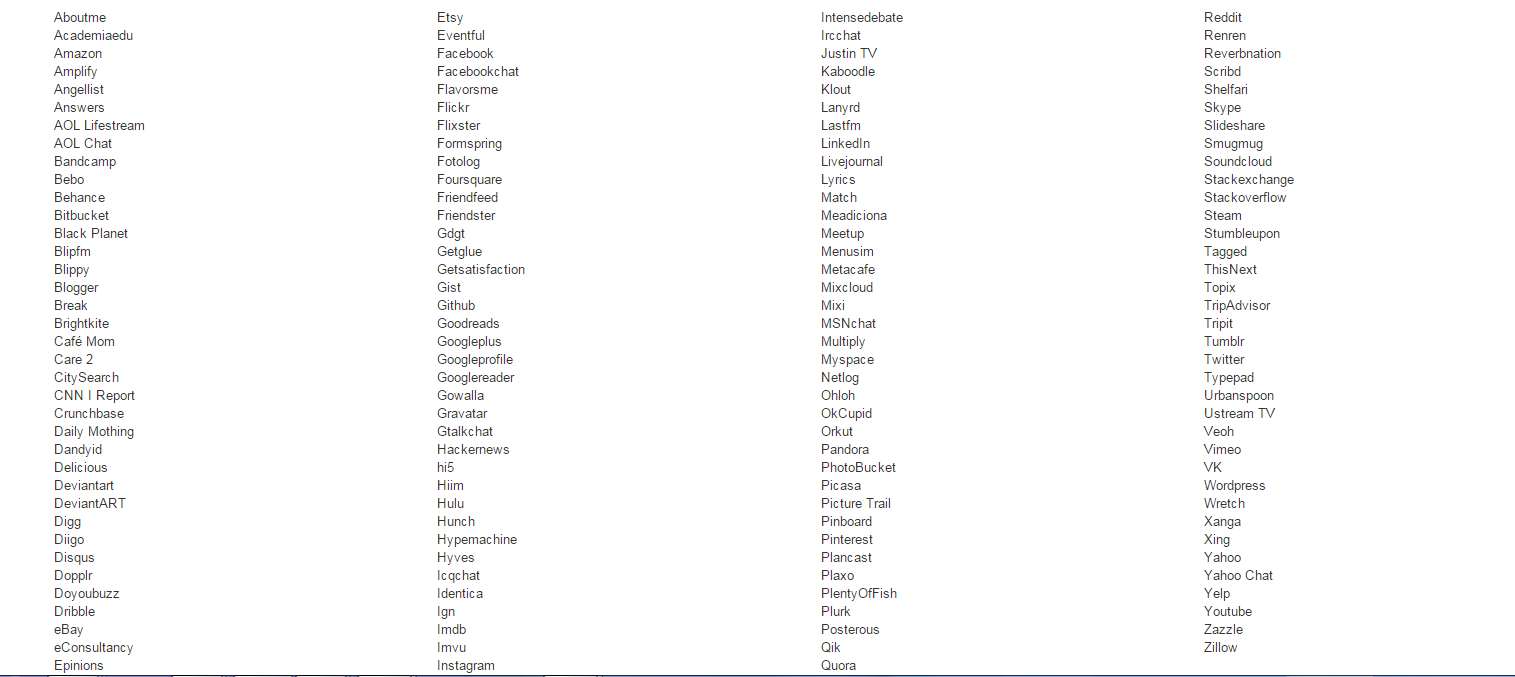 Aboutme
Academiaedu
Amazon
Amplify
Angellist
Answers
AOL Lifestream
AOL Chat
Bandcamp
Bebo
Behance
Bitbucket
Black Planet
Blipfm
Blippy
Blogger
Break
Brightkite
Café Mom
Care 2
CitySearch
CNN I Report
Crunchbase
Daily Mothing
Dandyid
Delicious
Deviantart
DeviantART
Digg
Diigo
Disqus
Dopplr
Doyoubuzz
Dribble
eBay
eConsultancy
Epinions
Etsy
Eventful
Facebook
Facebookchat
Flavorsme
Flickr
Flixster
Formspring
Fotolog
Foursquare
Friendfeed
Friendster
Gdgt
Getglue
Getsatisfaction
Gist
Github
Goodreads
Googleplus
Googleprofile
Googlereader
Gowalla
Gravatar
Gtalkchat
Hackernews
hi5
Hiim
Hulu
Hunch
Hypemachine
Hyves
Icqchat
Identica
Ign
Imdb
Imvu
Instagram
Intensedebate
Ircchat
Justin TV
Kaboodle
Klout
Lanyrd
Lastfm
LinkedIn
Livejournal
Lyrics
Match
Meadiciona
Meetup
Menusim
Metacafe
Mixcloud
Mixi
MSNchat
Multiply
Myspace
Netlog
Ohloh
OkCupid
Orkut
Pandora
PhotoBucket
Picasa
Picture Trail
Pinboard
Pinterest
Plancast
Plaxo
PlentyOfFish
Plurk
Posterous
Qik
Quora
Reddit
Renren
Reverbnation
Scribd
Shelfari
Skype
Slideshare
Smugmug
Soundcloud
Stackexchange
Stackoverflow
Steam
Stumbleupon
Tagged
ThisNext
Topix
TripAdvisor
Tripit
Tumblr
Twitter
Typepad
Urbanspoon
Ustream TV
Veoh
Vimeo
VK
Wordpress
Wretch
Xanga
Xing
Yahoo
Yahoo Chat
Yelp
Youtube
Zazzle
Zillow